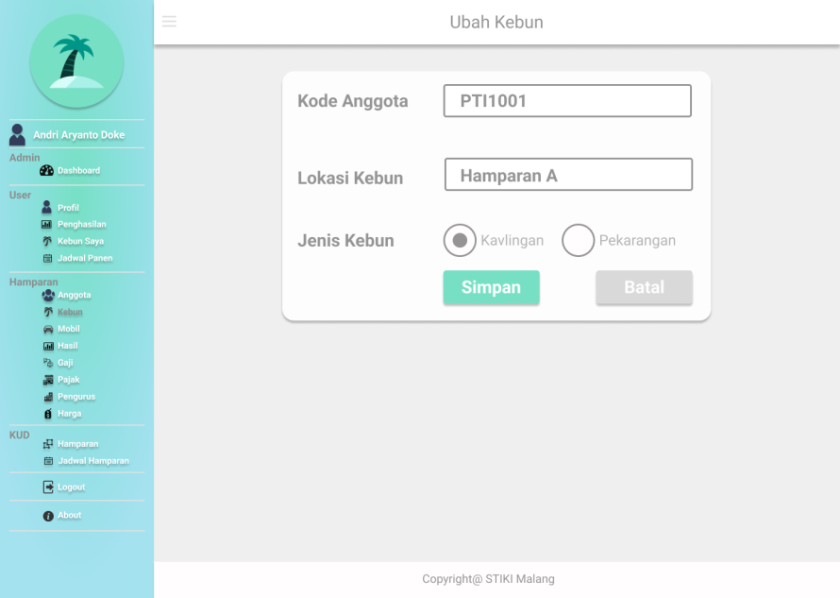 Ubah Kebun
Andri Aryanto Doke
Admin
Dashboard
User
Profil
Penghasilan
Kebun Saya
Jadwal Panen
Hamparan
Anggota
Kebun
Mobil
Hasil
Gaji
Pajak
Pengurus
Harga
KUD
Hamparan
Jadwal Hamparan
Logout
About
Kode Anggota PTI1001
Lokasi Kebun Hamparan A
Jenis Kebun Kavlingan Pekarangan
Simpan Batal
Copyright@ STIKI Malang